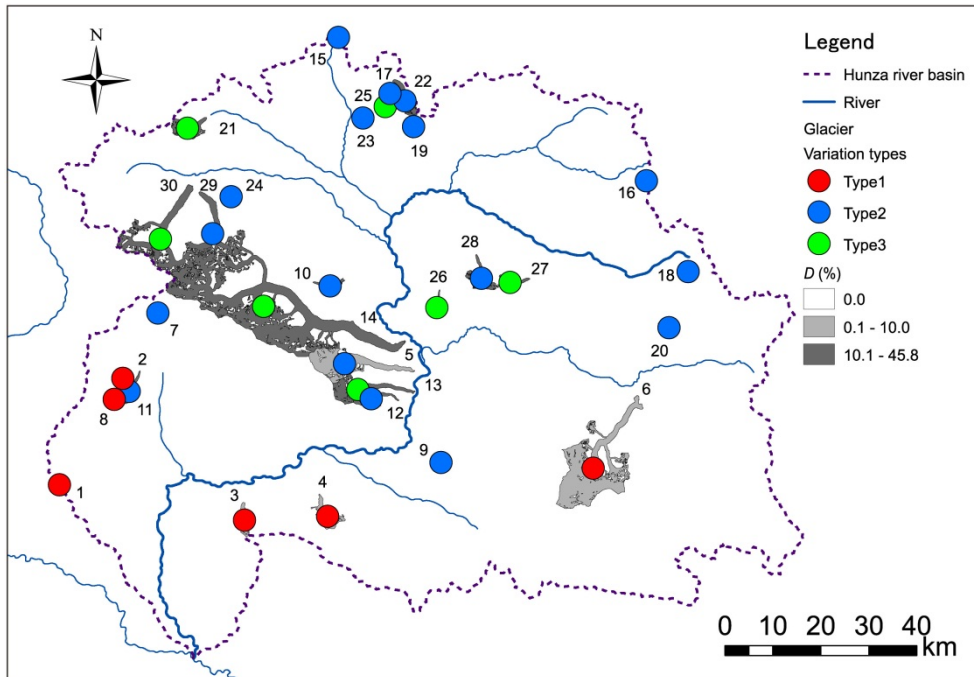 N
15
17
22
25
23
19
21
16
30
29
24
28
27
26
18
10
14
7
20
5
2
13
6
8
11
12
9
1
3
4
Legend
Hunza river basin
River
Glacier
Variation types
Type1
Type2
Type3
D (%)
0.0
0.1 - 10.0
10.1 - 45.8
0 10 20 30 40
km